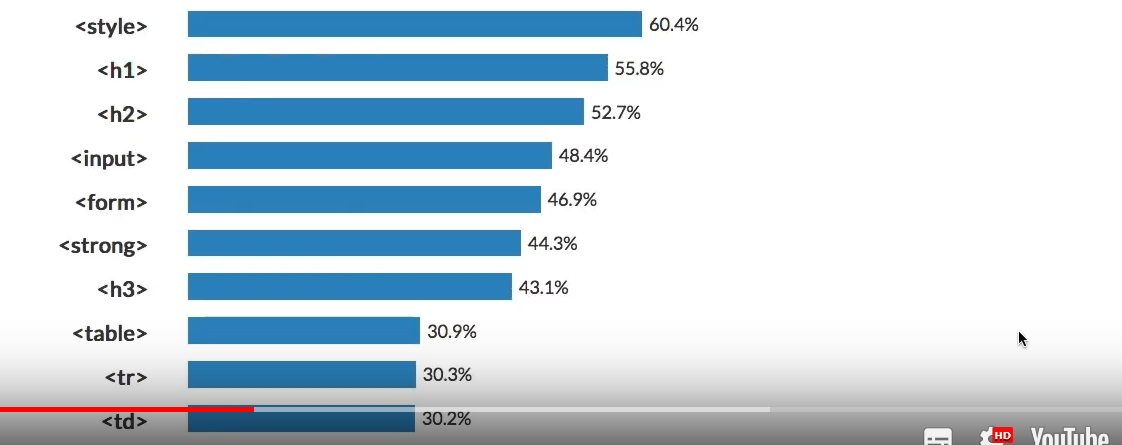 <style> 60.4%
<h1> 55.8%
<h2> 52.7%
<input> 48.4%
<form> 46.9%
<strong> 44.3%
<h3> 43.1%
<table> 30.9%
<tr> 30.3%
<td> 30.2%
HD YouTube